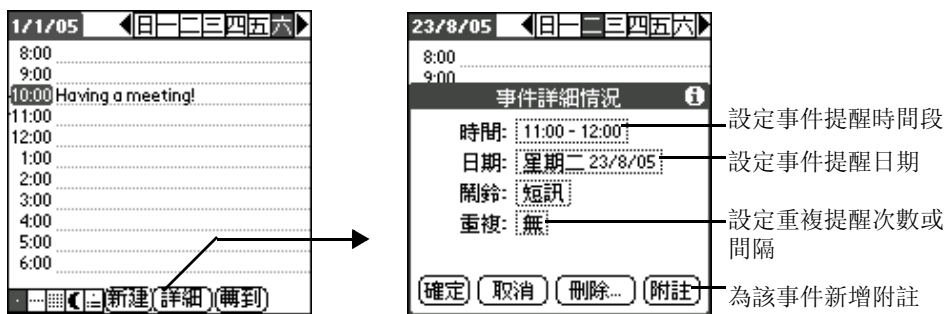 1/1/05 日一二三四五六
8:00
9:00
10:00 Having a meeting!
11:00
12:00
1:00
2:00
3:00
4:00
5:00
6:00
新建 詳細 轉到
23/8/05 日一二三四五六
8:00
9:00
事件詳細情況
時間: 11:00 - 12:00
日期: 星期二 23/8/05
鬧鈴: 短訊
重複: 無
確定 取消 刪除... 附註
設定事件提醒時間段
設定事件提醒日期
設定重複提醒次數或
間隔
為該事件新增附註